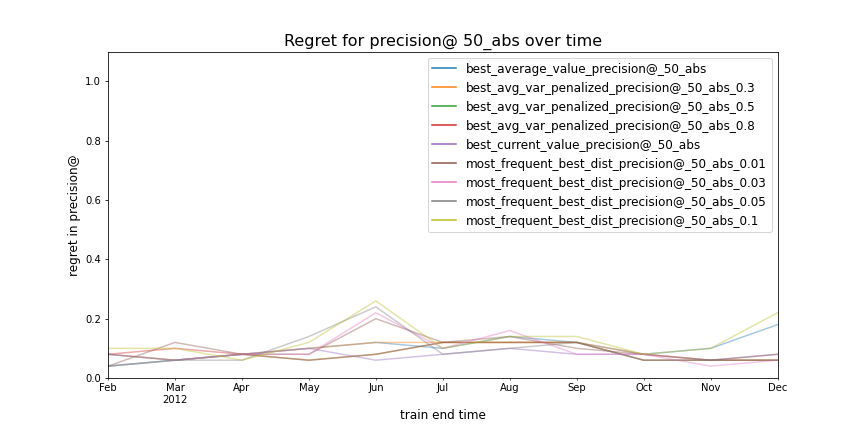 Regret for precision@ 50_abs over time
regret in precision@
1.0
0.8
0.6
0.4
0.2
0.0
best_average_value_precision@_50_abs
best_avg_var_penalized_precision@_50_abs_0.3
best_avg_var_penalized_precision@_50_abs_0.5
best_avg_var_penalized_precision@_50_abs_0.8
best_current_value_precision@_50_abs
most_frequent_best_dist_precision@_50_abs_0.01
most_frequent_best_dist_precision@_50_abs_0.03
most_frequent_best_dist_precision@_50_abs_0.05
most_frequent_best_dist_precision@_50_abs_0.1
Feb Mar Apr May Jun Jul Aug Sep Oct Nov Dec
2012
train end time